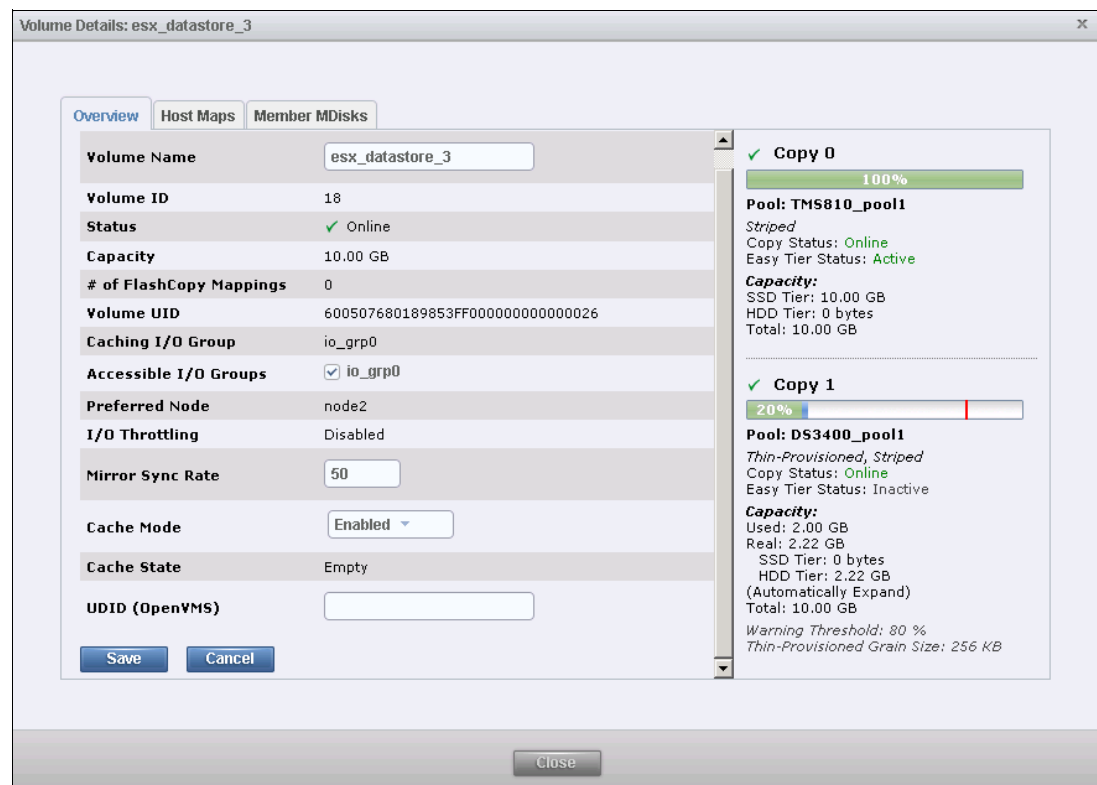 Volume Details: esx_datastore_3 x
Overview Host Maps Member MDisks
Volume Name esx_datastore_3
Volume ID 18
Status ✓ Online
Capacity 10.00 GB
# of FlashCopy Mappings 0
Volume UID 600507680189853FF000000000000026
Caching I/O Group io_grp0
Accessible I/O Groups io_grp0
Preferred Node node2
I/O Throttling Disabled
Mirror Sync Rate 50
Cache Mode Enabled
Cache State Empty
UDID (OpenVMS)
Save Cancel
✓ Copy 0
100%
Pool: TMS810_pool1
Striped
Copy Status: Online
Easy Tier Status: Active
Capacity:
SSD Tier: 10.00 GB
HDD Tier: 0 bytes
Total: 10.00 GB
✓ Copy 1
20%
Pool: DS3400_pool1
Thin-Provisioned, Striped
Copy Status: Online
Easy Tier Status: Inactive
Capacity:
Used: 2.00 GB
Real: 2.22 GB
SSD Tier: 0 bytes
HDD Tier: 2.22 GB
(Automatically Expand)
Total: 10.00 GB
Warning Threshold: 80 %
Thin-Provisioned Grain Size: 256 KB
Close